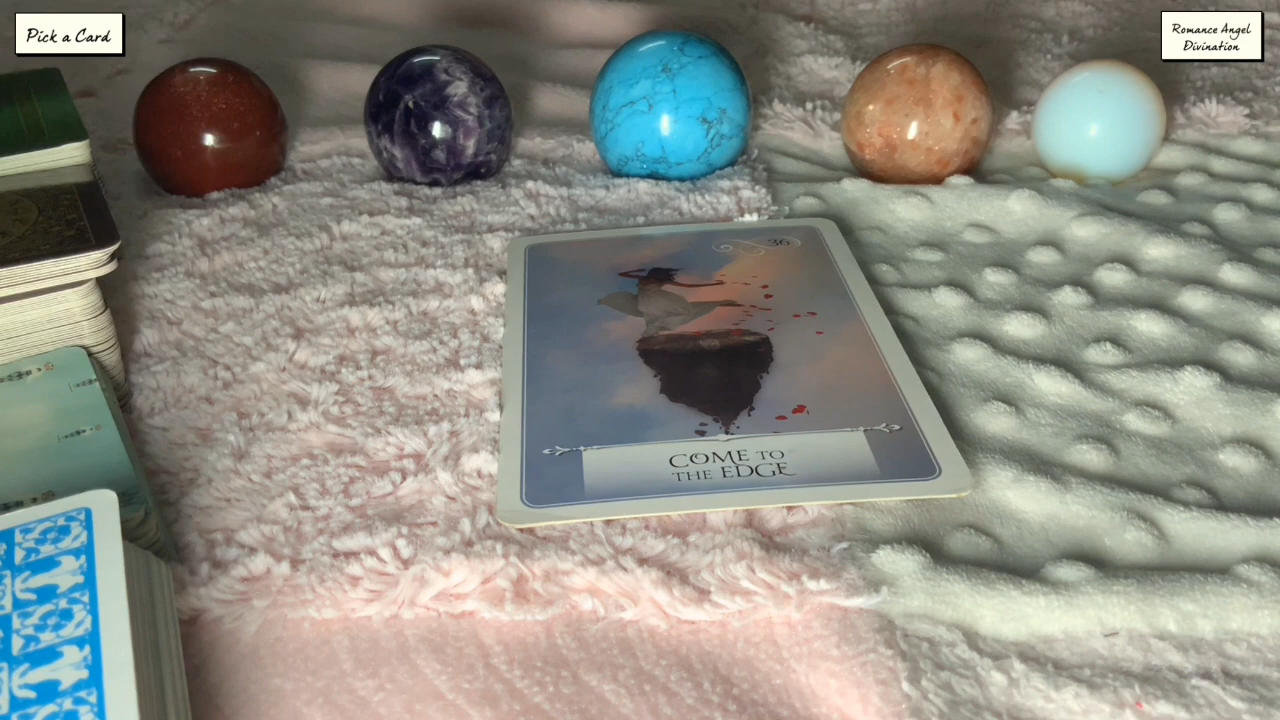 Pick a Card
Romance Angel
Divination
36
COME TO
THE EDGE